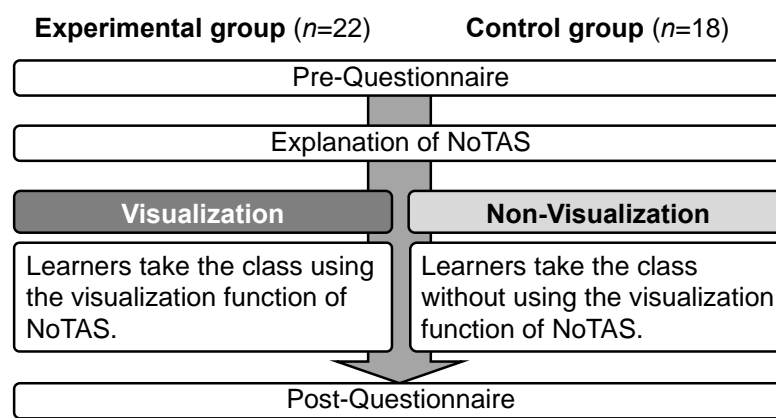 Experimental group (n=22) Control group (n=18)
Pre-Questionnaire
Explanation of NoTAS
Visualization
Learners take the class using
the visualization function of
NoTAS.
Non-Visualization
Learners take the class
without using the visualization
function of NoTAS.
Post-Questionnaire